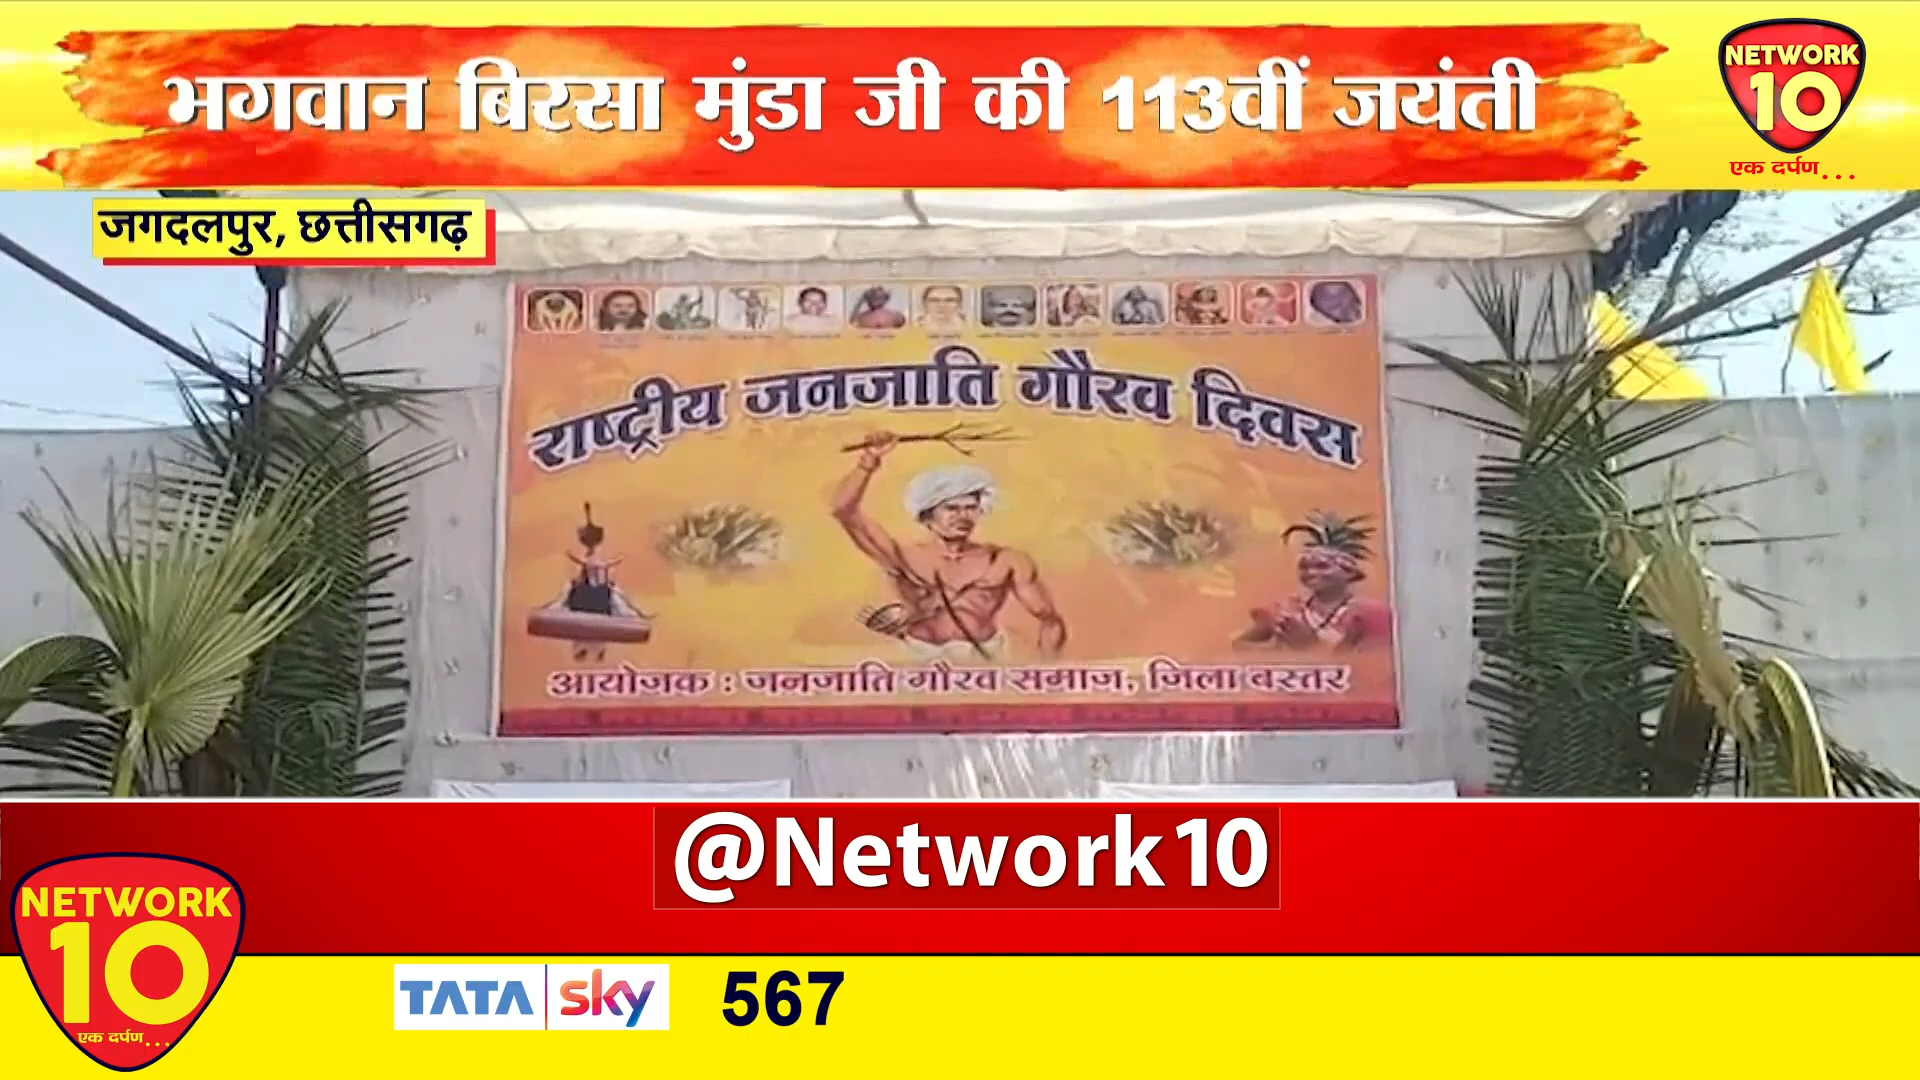 भगवान बिरसा मुंडा जी की 113वीं जयंती
NETWORK
10
एक दर्पण...
जगदलपुर, छत्तीसगढ़
राष्ट्रीय जनजाति गौरव दिवस
आयोजक : जनजाति गौरव समाज, जिला बस्तर
@Network10
NETWORK
10
एक दर्पण...
TATA sky 567